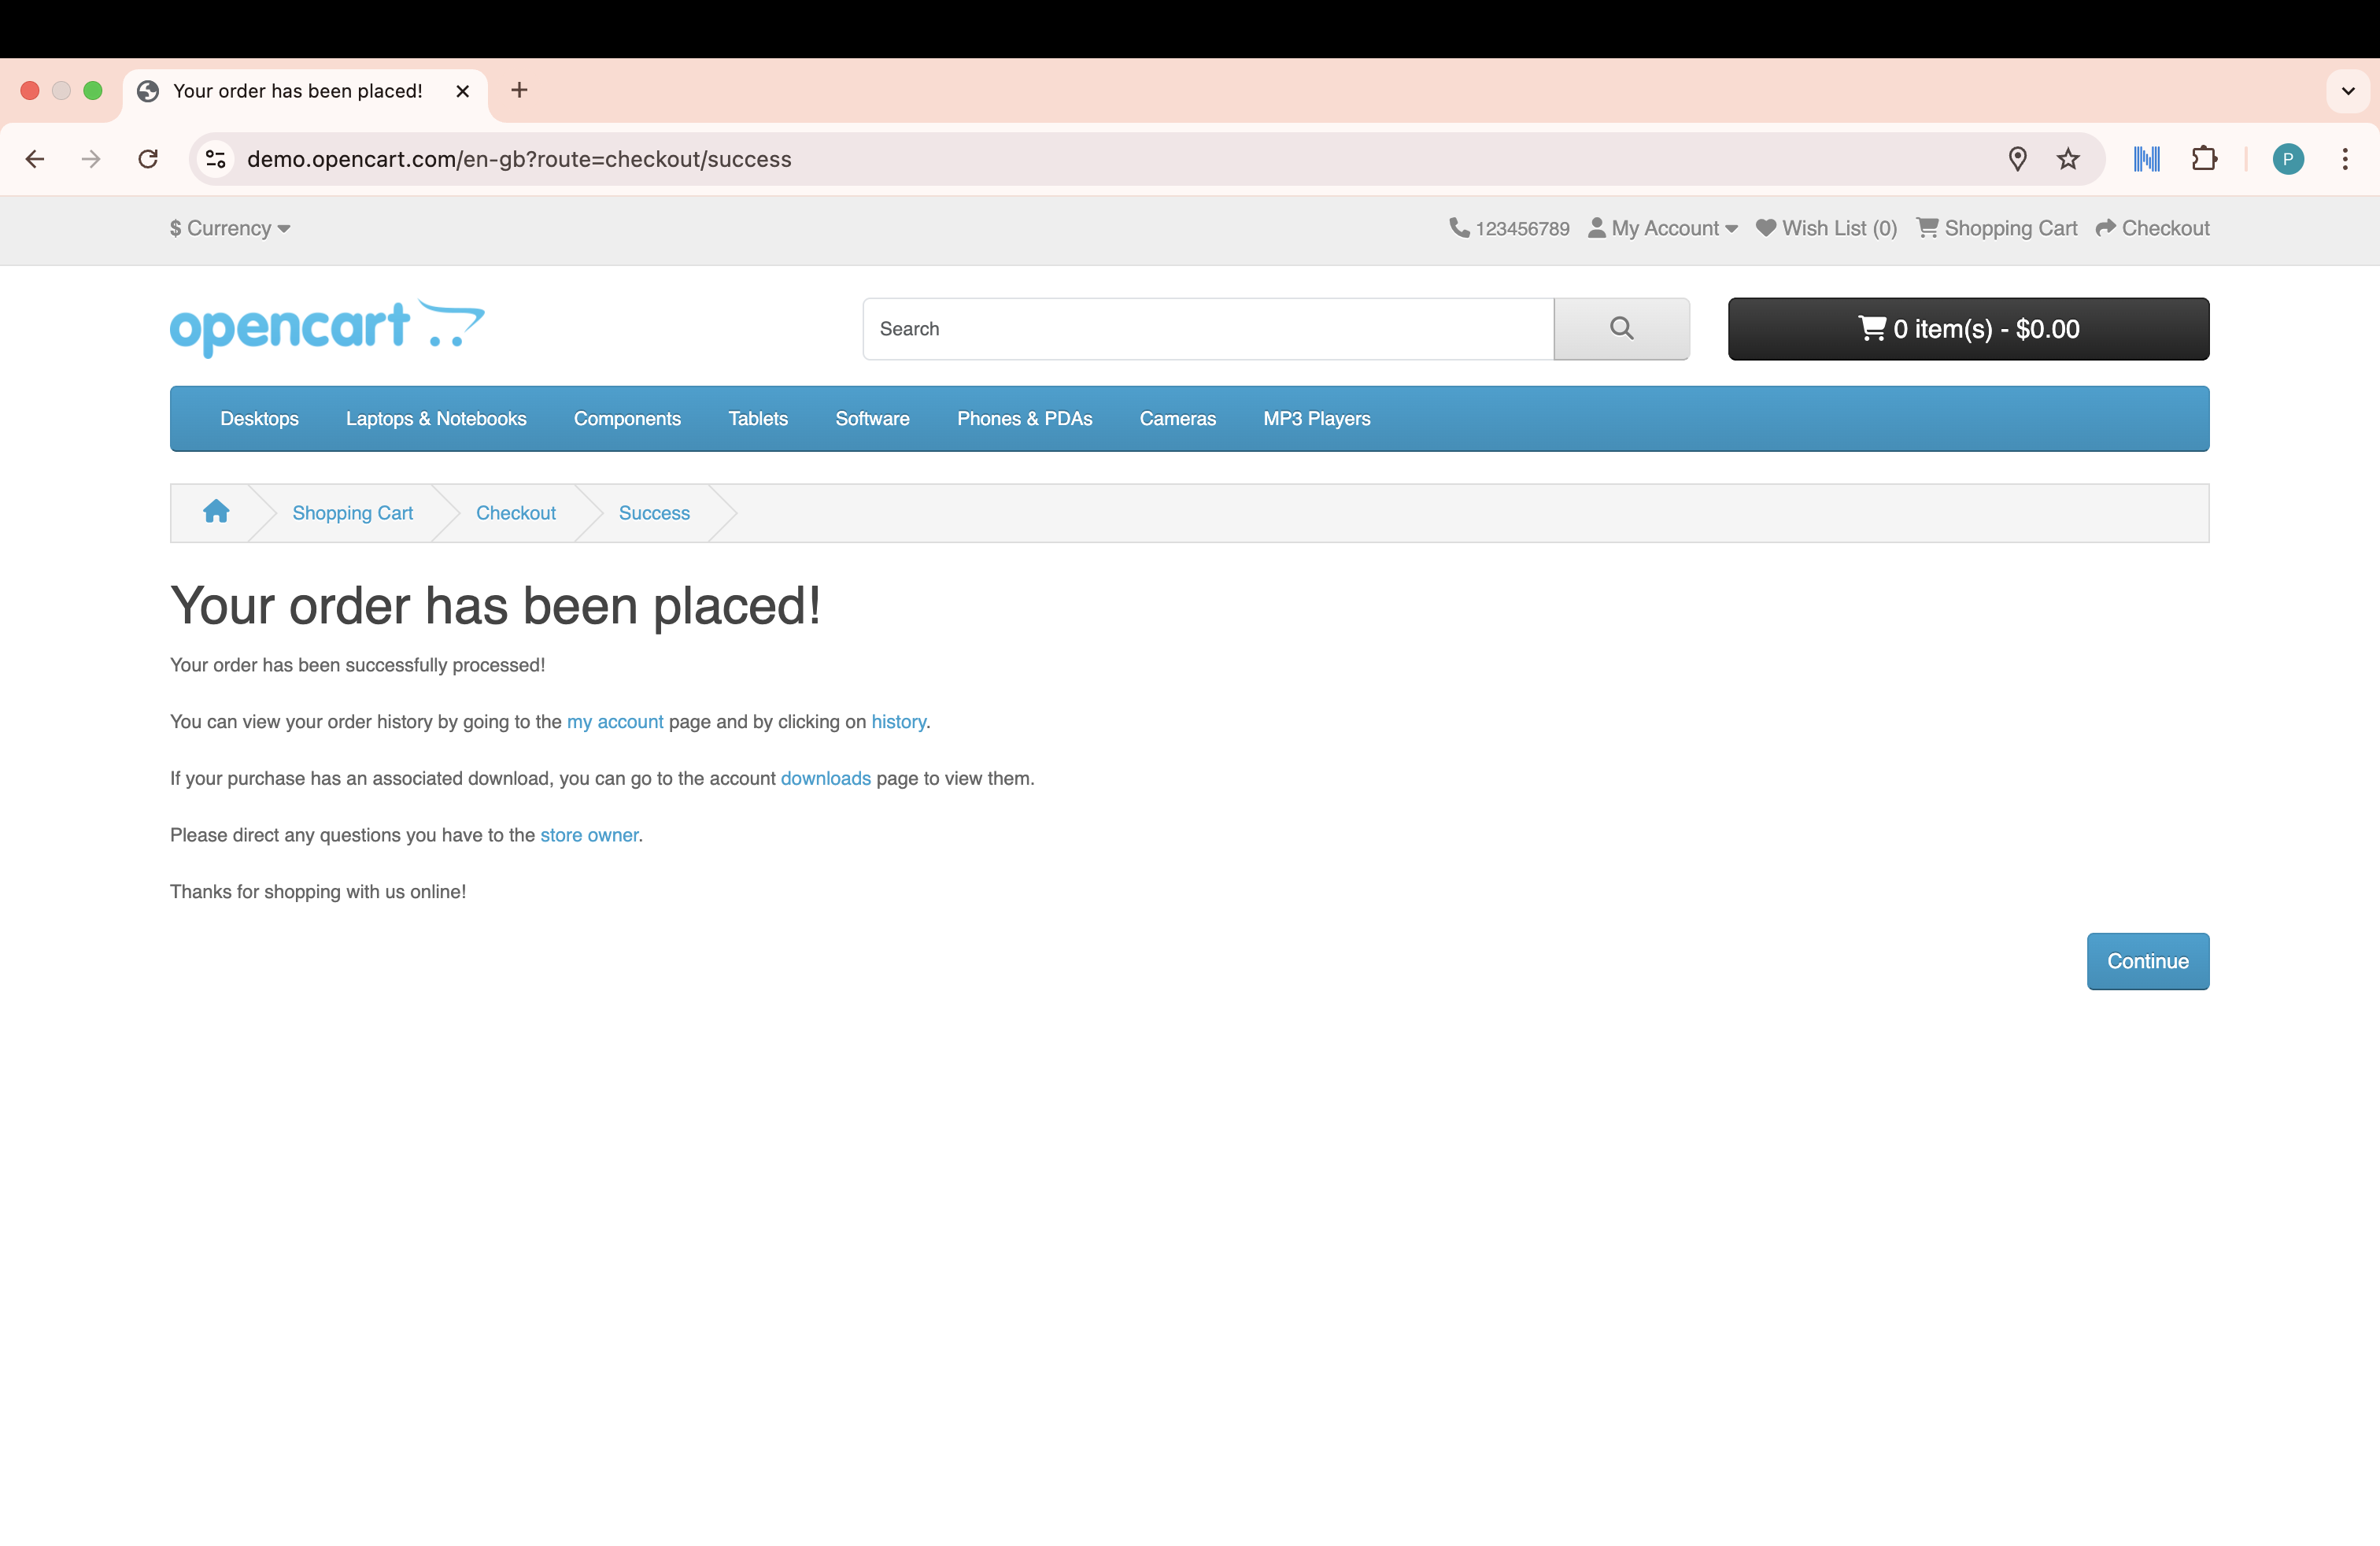 Your order has been placed!
demo.opencart.com/en-gb?route=checkout/success
P
$ Currency
123456789 My Account Wish List (0) Shopping Cart Checkout
opencart
Search
0 item(s) - $0.00
Desktops Laptops & Notebooks Components Tablets Software Phones & PDAs Cameras MP3 Players
Shopping Cart Checkout Success
Your order has been placed!
Your order has been successfully processed!
You can view your order history by going to the my account page and by clicking on history.
If your purchase has an associated download, you can go to the account downloads page to view them.
Please direct any questions you have to the store owner.
Thanks for shopping with us online!
Continue